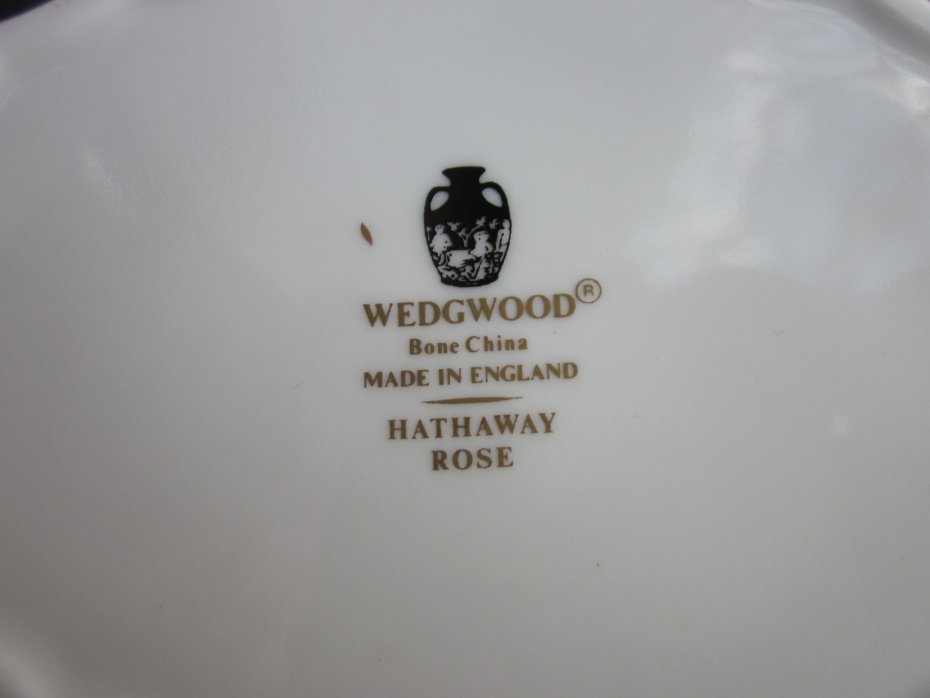 WEDGWOOD®
Bone China
MADE IN ENGLAND
HATHAWAY
ROSE